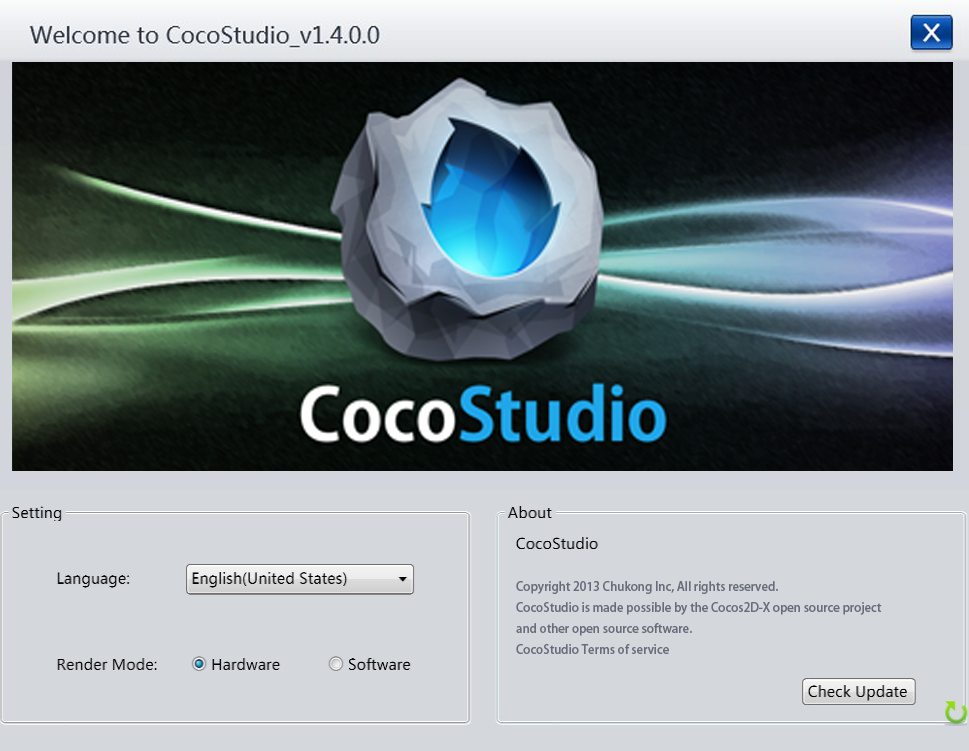 Welcome to CocoStudio_v1.4.0.0
X
CocoStudio
Setting
Language:
English(United States)
Render Mode:
Hardware
Software
About
CocoStudio
Copyright 2013 Chukong Inc, All rights reserved.
CocoStudio is made possible by the Cocos2D-X open source project
and other open source software.
CocoStudio Terms of service
Check Update